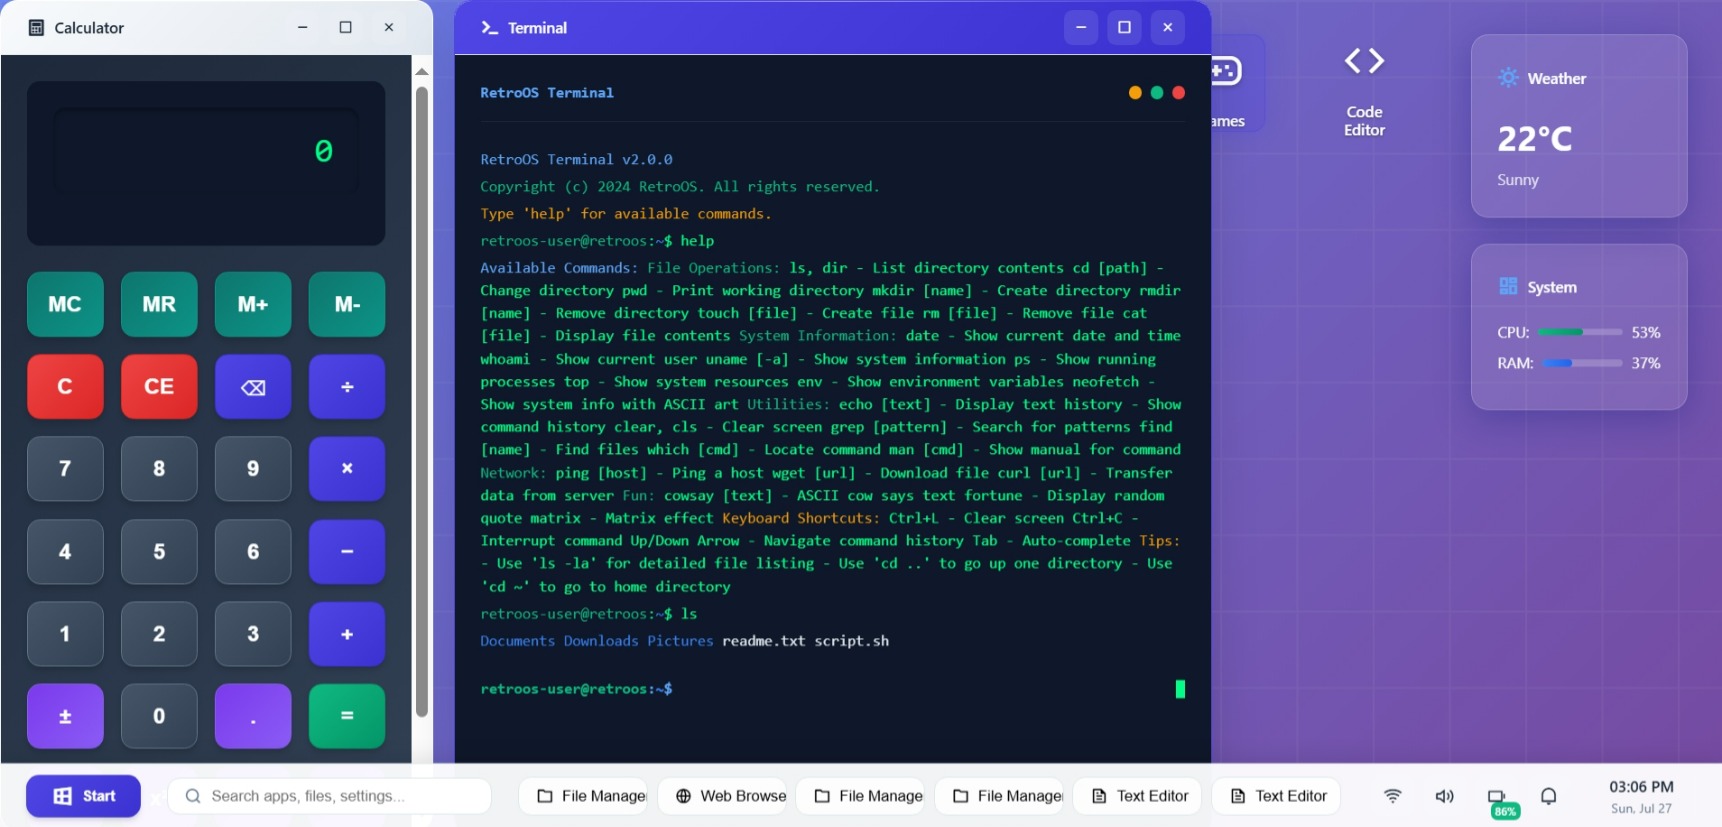 Calculator
0
MC MR M+ M-
C CE ⌫ ÷
7 8 9 ×
4 5 6 −
1 2 3 +
± 0 . =
Terminal
RetroOS Terminal
RetroOS Terminal v2.0.0
Copyright (c) 2024 RetroOS. All rights reserved.
Type 'help' for available commands.
retroos-user@retroos:~$ help
Available Commands: File Operations: ls, dir - List directory contents cd [path] -
Change directory pwd - Print working directory mkdir [name] - Create directory rmdir
[name] - Remove directory touch [file] - Create file rm [file] - Remove file cat
[file] - Display file contents System Information: date - Show current date and time
whoami - Show current user uname [-a] - Show system information ps - Show running
processes top - Show system resources env - Show environment variables neofetch -
Show system info with ASCII art Utilities: echo [text] - Display text history - Show
command history clear, cls - Clear screen grep [pattern] - Search for patterns find
[name] - Find files which [cmd] - Locate command man [cmd] - Show manual for command
Network: ping [host] - Ping a host wget [url] - Download file curl [url] - Transfer
data from server Fun: cowsay [text] - ASCII cow says text fortune - Display random
quote matrix - Matrix effect Keyboard Shortcuts: Ctrl+L - Clear screen Ctrl+C -
Interrupt command Up/Down Arrow - Navigate command history Tab - Auto-complete Tips:
- Use 'ls -la' for detailed file listing - Use 'cd ..' to go up one directory - Use
'cd ~' to go to home directory
retroos-user@retroos:~$ ls
Documents Downloads Pictures readme.txt script.sh
retroos-user@retroos:~$
ames
Code
Editor
Weather
22°C
Sunny
System
CPU: 53%
RAM: 37%
Start
Search apps, files, settings...
File Manage
Web Browse
File Manage
File Manage
Text Editor
Text Editor
86%
03:06 PM
Sun, Jul 27